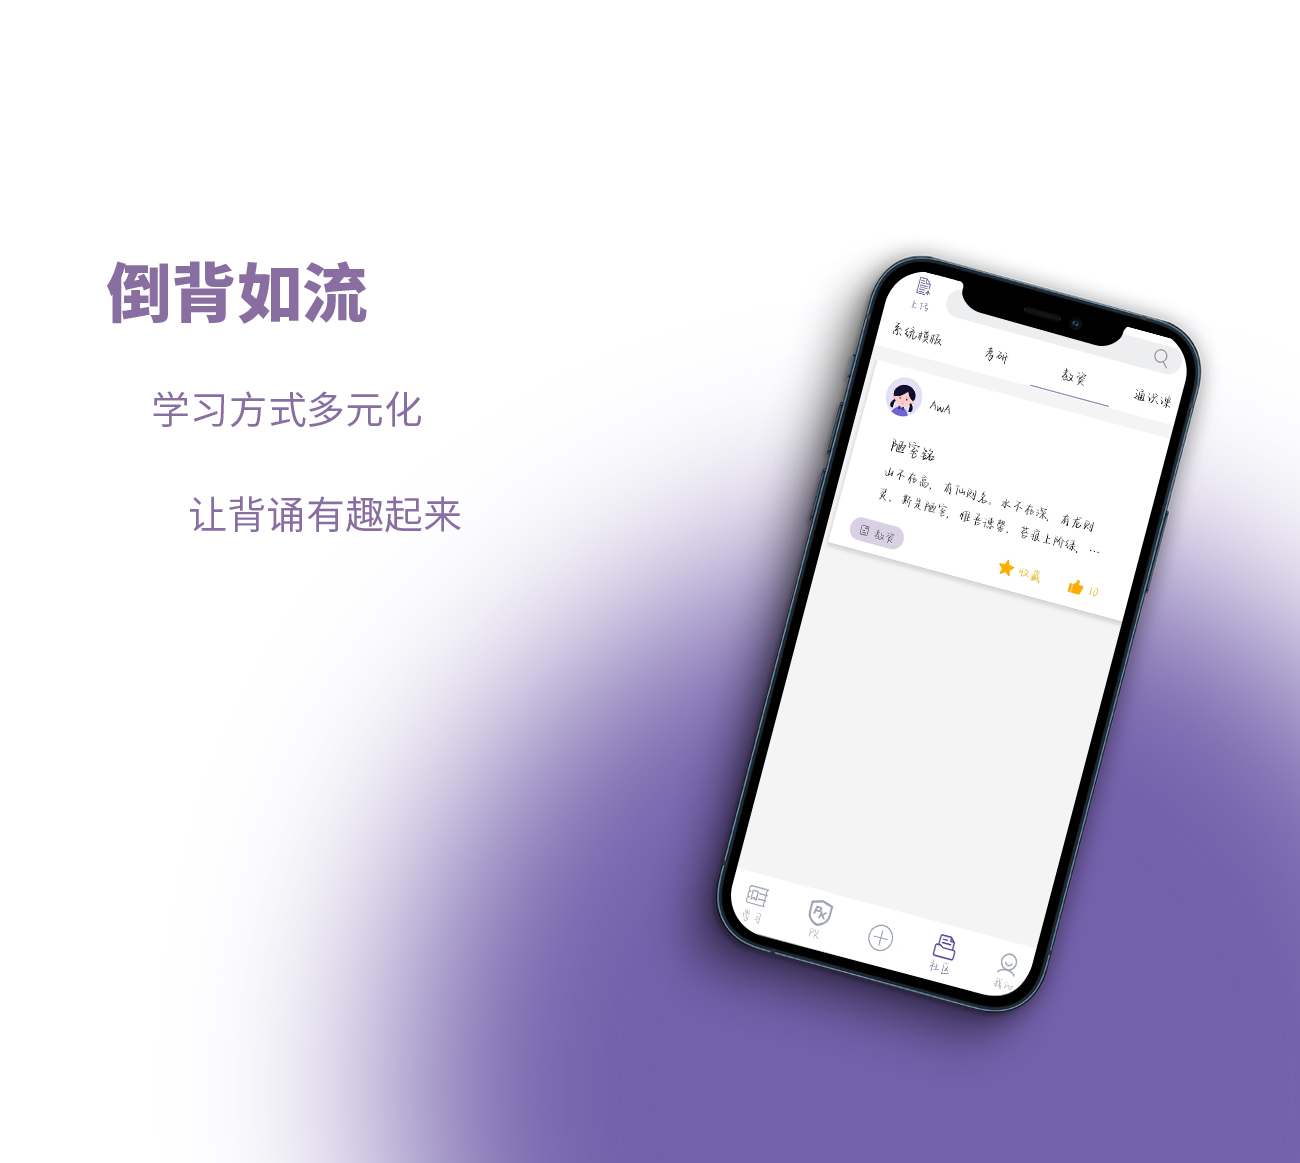 倒背如流
学习方式多元化
让背诵有趣起来
上传
系统模版
考研
教资
通识课
AwA
陋室铭
山不在高，有仙则名。水不在深，有龙则
灵。斯是陋室，惟吾德馨，苔痕上阶绿，…
教资
收藏
10
学习
PK
PK
社区
我的